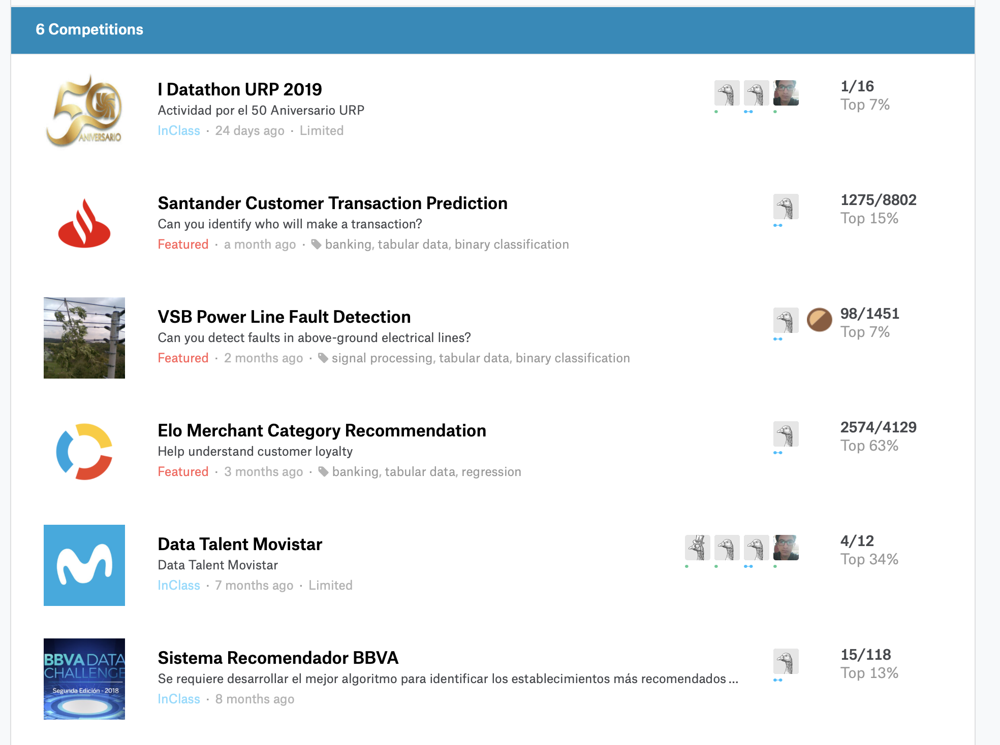 6 Competitions
ANIVERSARIO
I Datathon URP 2019
Actividad por el 50 Aniversario URP
InClass · 24 days ago · Limited
1/16
Top 7%
Santander Customer Transaction Prediction
Can you identify who will make a transaction?
Featured · a month ago · banking, tabular data, binary classification
1275/8802
Top 15%
VSB Power Line Fault Detection
Can you detect faults in above-ground electrical lines?
Featured · 2 months ago · signal processing, tabular data, binary classification
98/1451
Top 7%
Elo Merchant Category Recommendation
Help understand customer loyalty
Featured · 3 months ago · banking, tabular data, regression
2574/4129
Top 63%
Data Talent Movistar
Data Talent Movistar
InClass · 7 months ago · Limited
4/12
Top 34%
BBVA DATA
CHALLENGE
Segunda Edición - 2018
Sistema Recomendador BBVA
Se requiere desarrollar el mejor algoritmo para identificar los establecimientos más recomendados ...
InClass · 8 months ago
15/118
Top 13%